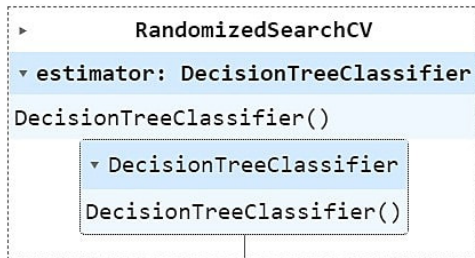 RandomizedSearchCV
estimator: DecisionTreeClassifier
DecisionTreeClassifier()
DecisionTreeClassifier
DecisionTreeClassifier()